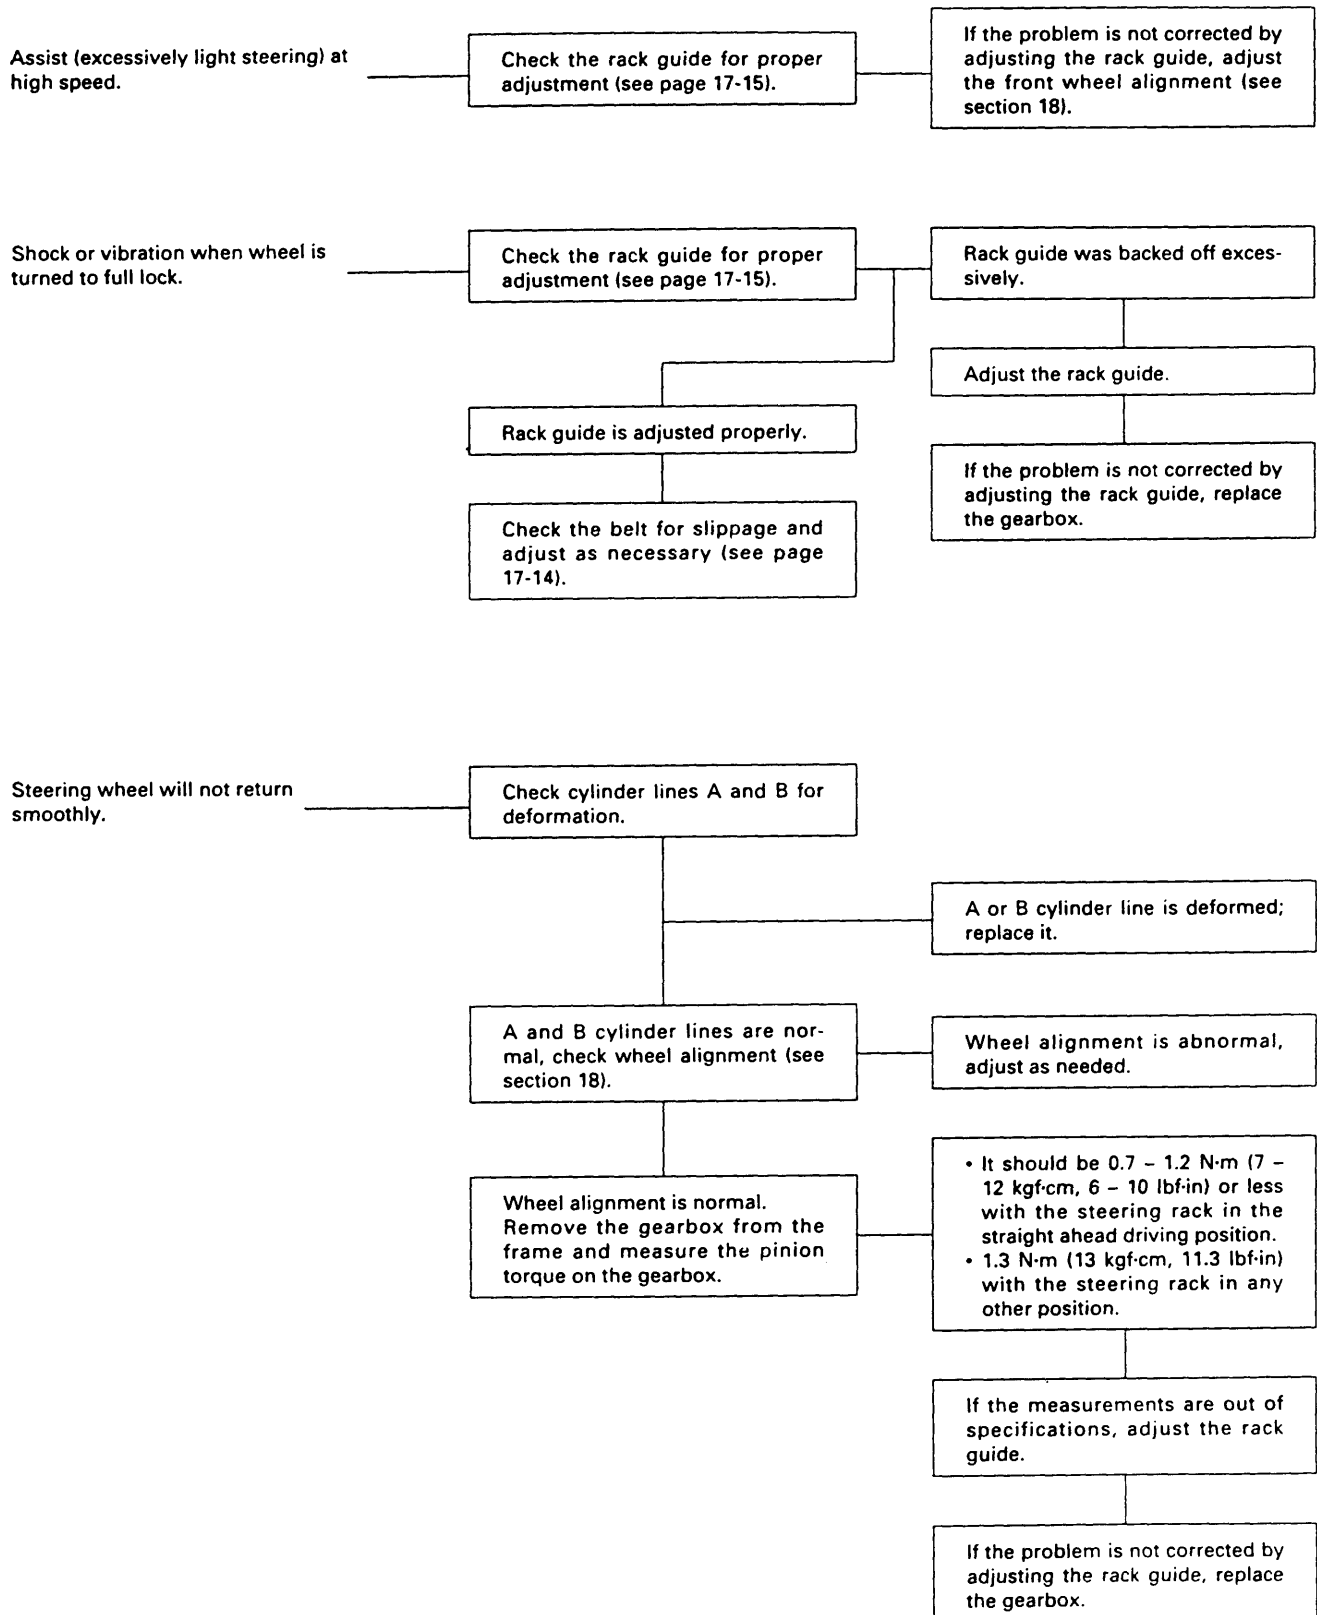 Assist (excessively light steering) at
high speed.
Check the rack guide for proper
adjustment (see page 17-15).
If the problem is not corrected by
adjusting the rack guide, adjust
the front wheel alignment (see
section 18).
Shock or vibration when wheel is
turned to full lock.
Check the rack guide for proper
adjustment (see page 17-15).
Rack guide was backed off exces-
sively.
Adjust the rack guide.
If the problem is not corrected by
adjusting the rack guide, replace
the gearbox.
Rack guide is adjusted properly.
Check the belt for slippage and
adjust as necessary (see page
17-14).
Steering wheel will not return
smoothly.
Check cylinder lines A and B for
deformation.
A or B cylinder line is deformed;
replace it.
A and B cylinder lines are nor-
mal, check wheel alignment (see
section 18).
Wheel alignment is abnormal,
adjust as needed.
Wheel alignment is normal.
Remove the gearbox from the
frame and measure the pinion
torque on the gearbox.
• It should be 0.7 – 1.2 N·m (7 –
12 kgf·cm, 6 – 10 lbf·in) or less
with the steering rack in the
straight ahead driving position.
• 1.3 N·m (13 kgf·cm, 11.3 lbf·in)
with the steering rack in any
other position.
If the measurements are out of
specifications, adjust the rack
guide.
If the problem is not corrected by
adjusting the rack guide, replace
the gearbox.